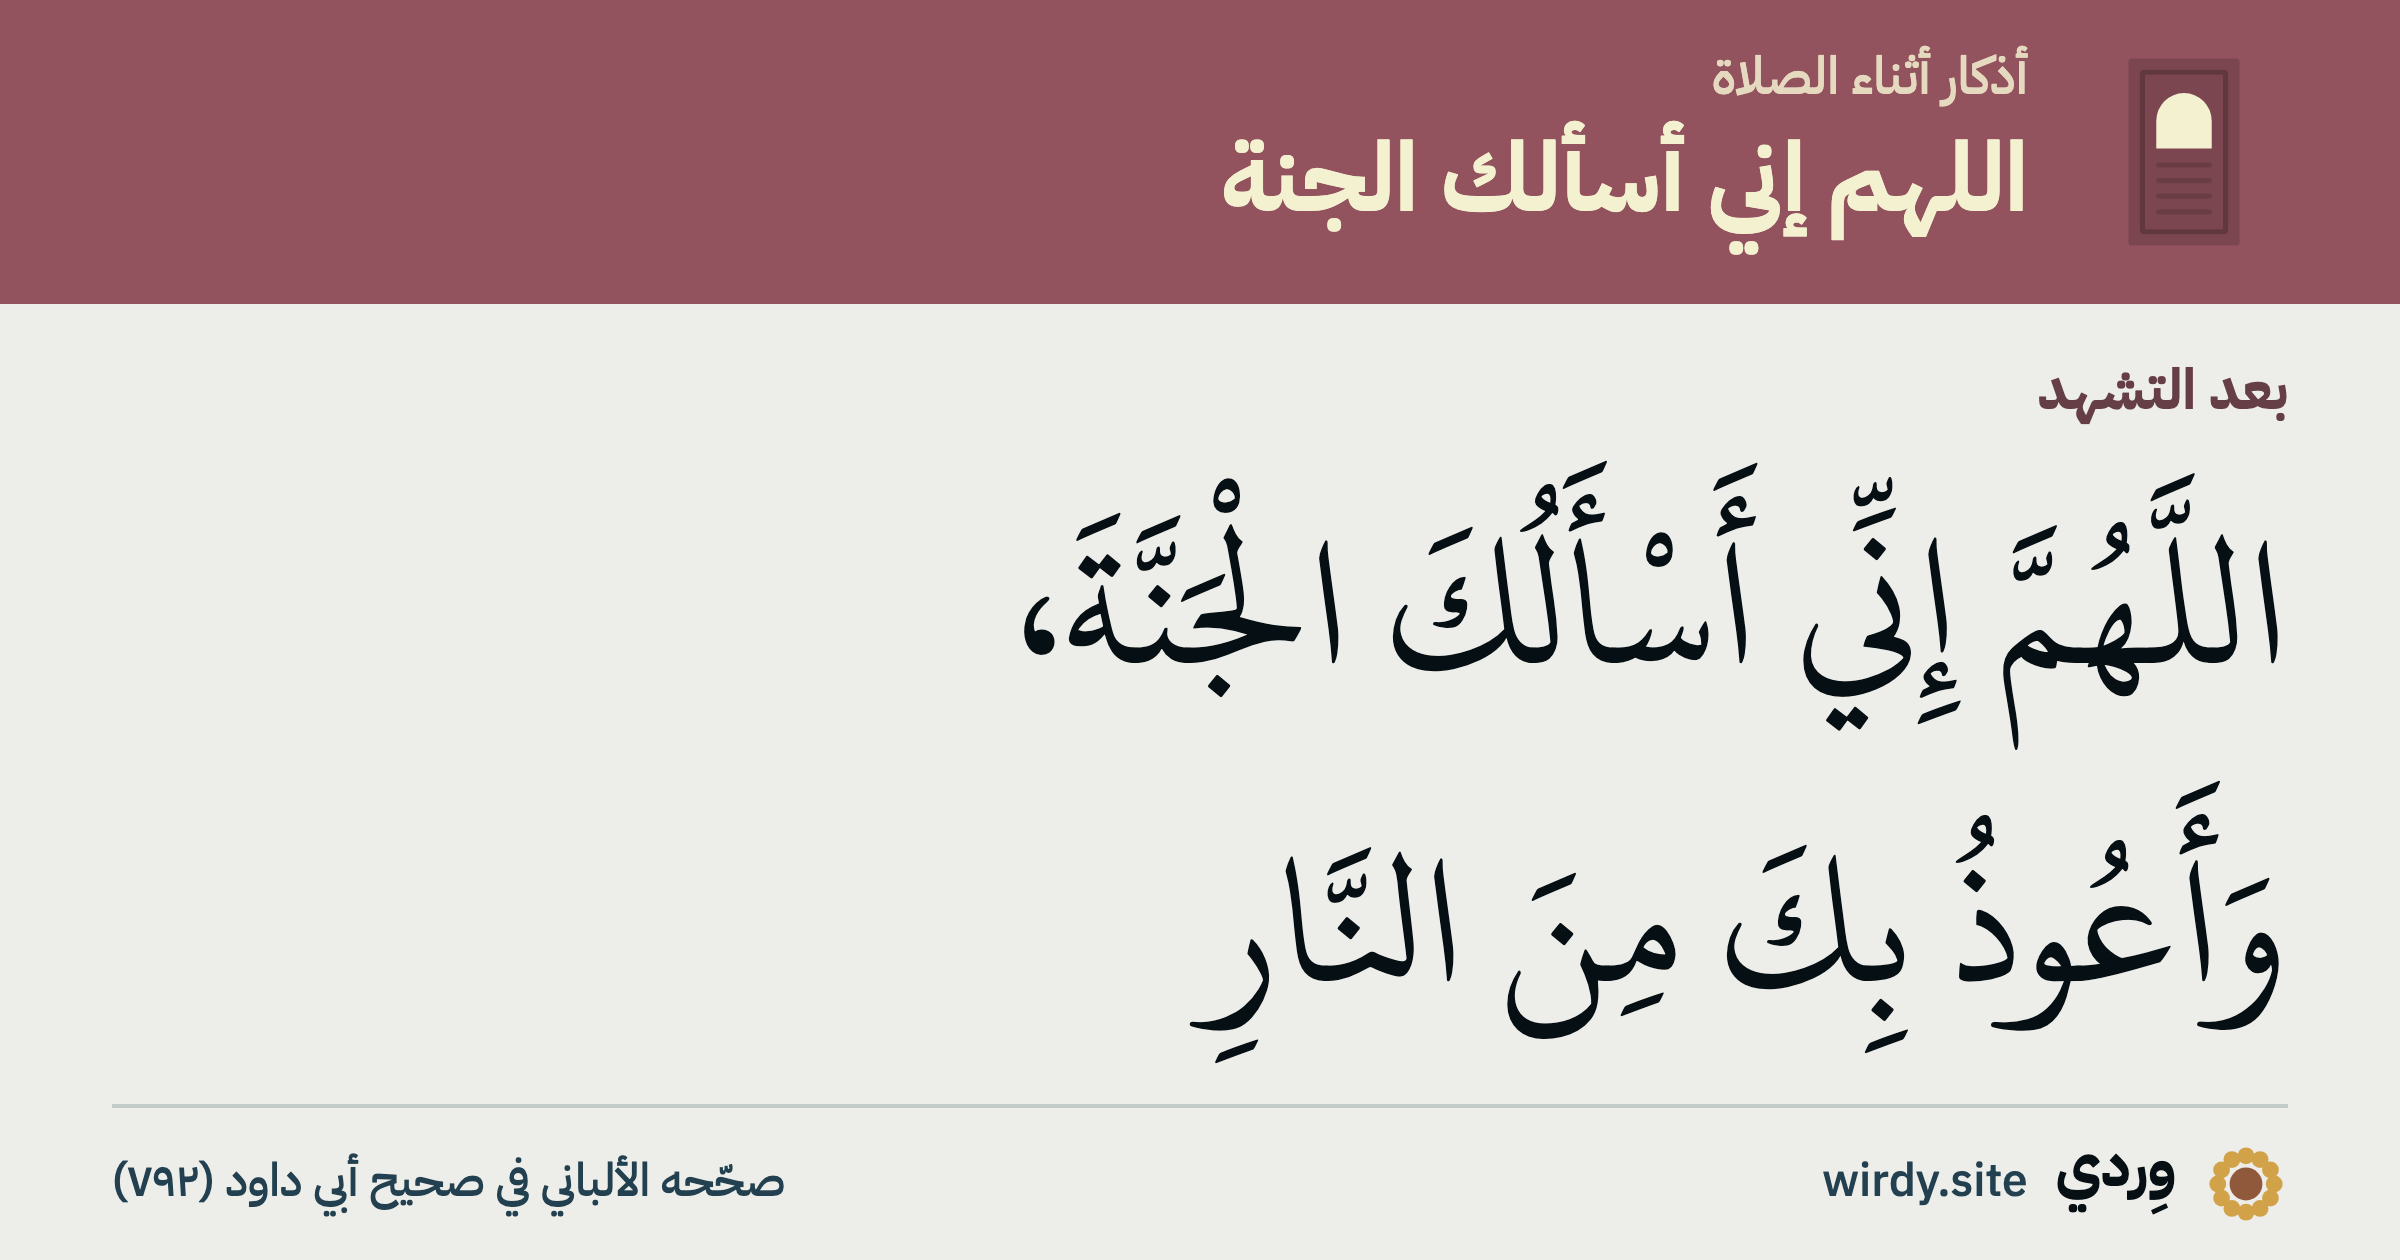 أذكار أثناء الصلاة
اللهم إني أسألك الجنة
بعد التشهد
اللَّهُمَّ إِنِّي أَسْأَلُكَ الْجَنَّةَ،
وَأَعُوذُ بِكَ مِنَ النَّارِ
وِردي wirdy.site
صحّحه الألباني في صحيح أبي داود (٧٩٢)